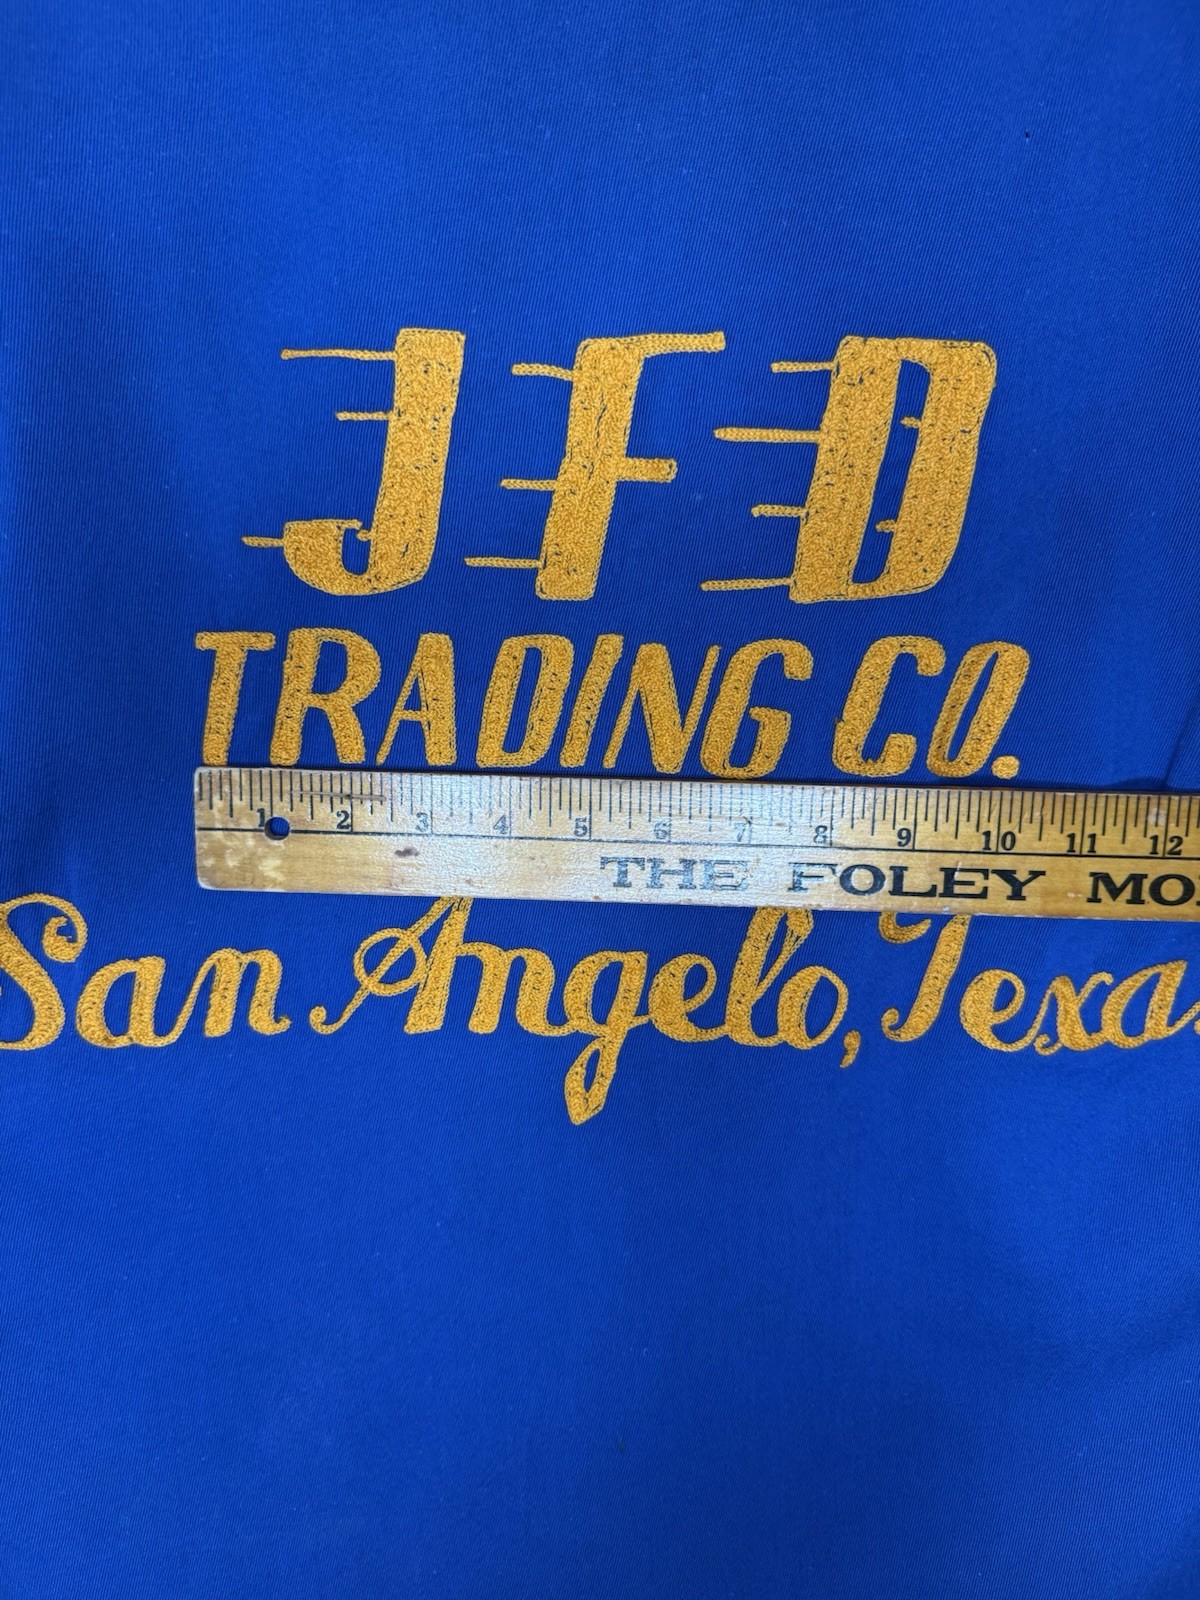 JFD
TRADING CO.
1 2 3 4 5 6 7 8 9 10 11 12
THE FOLEY
San Angelo, Texa